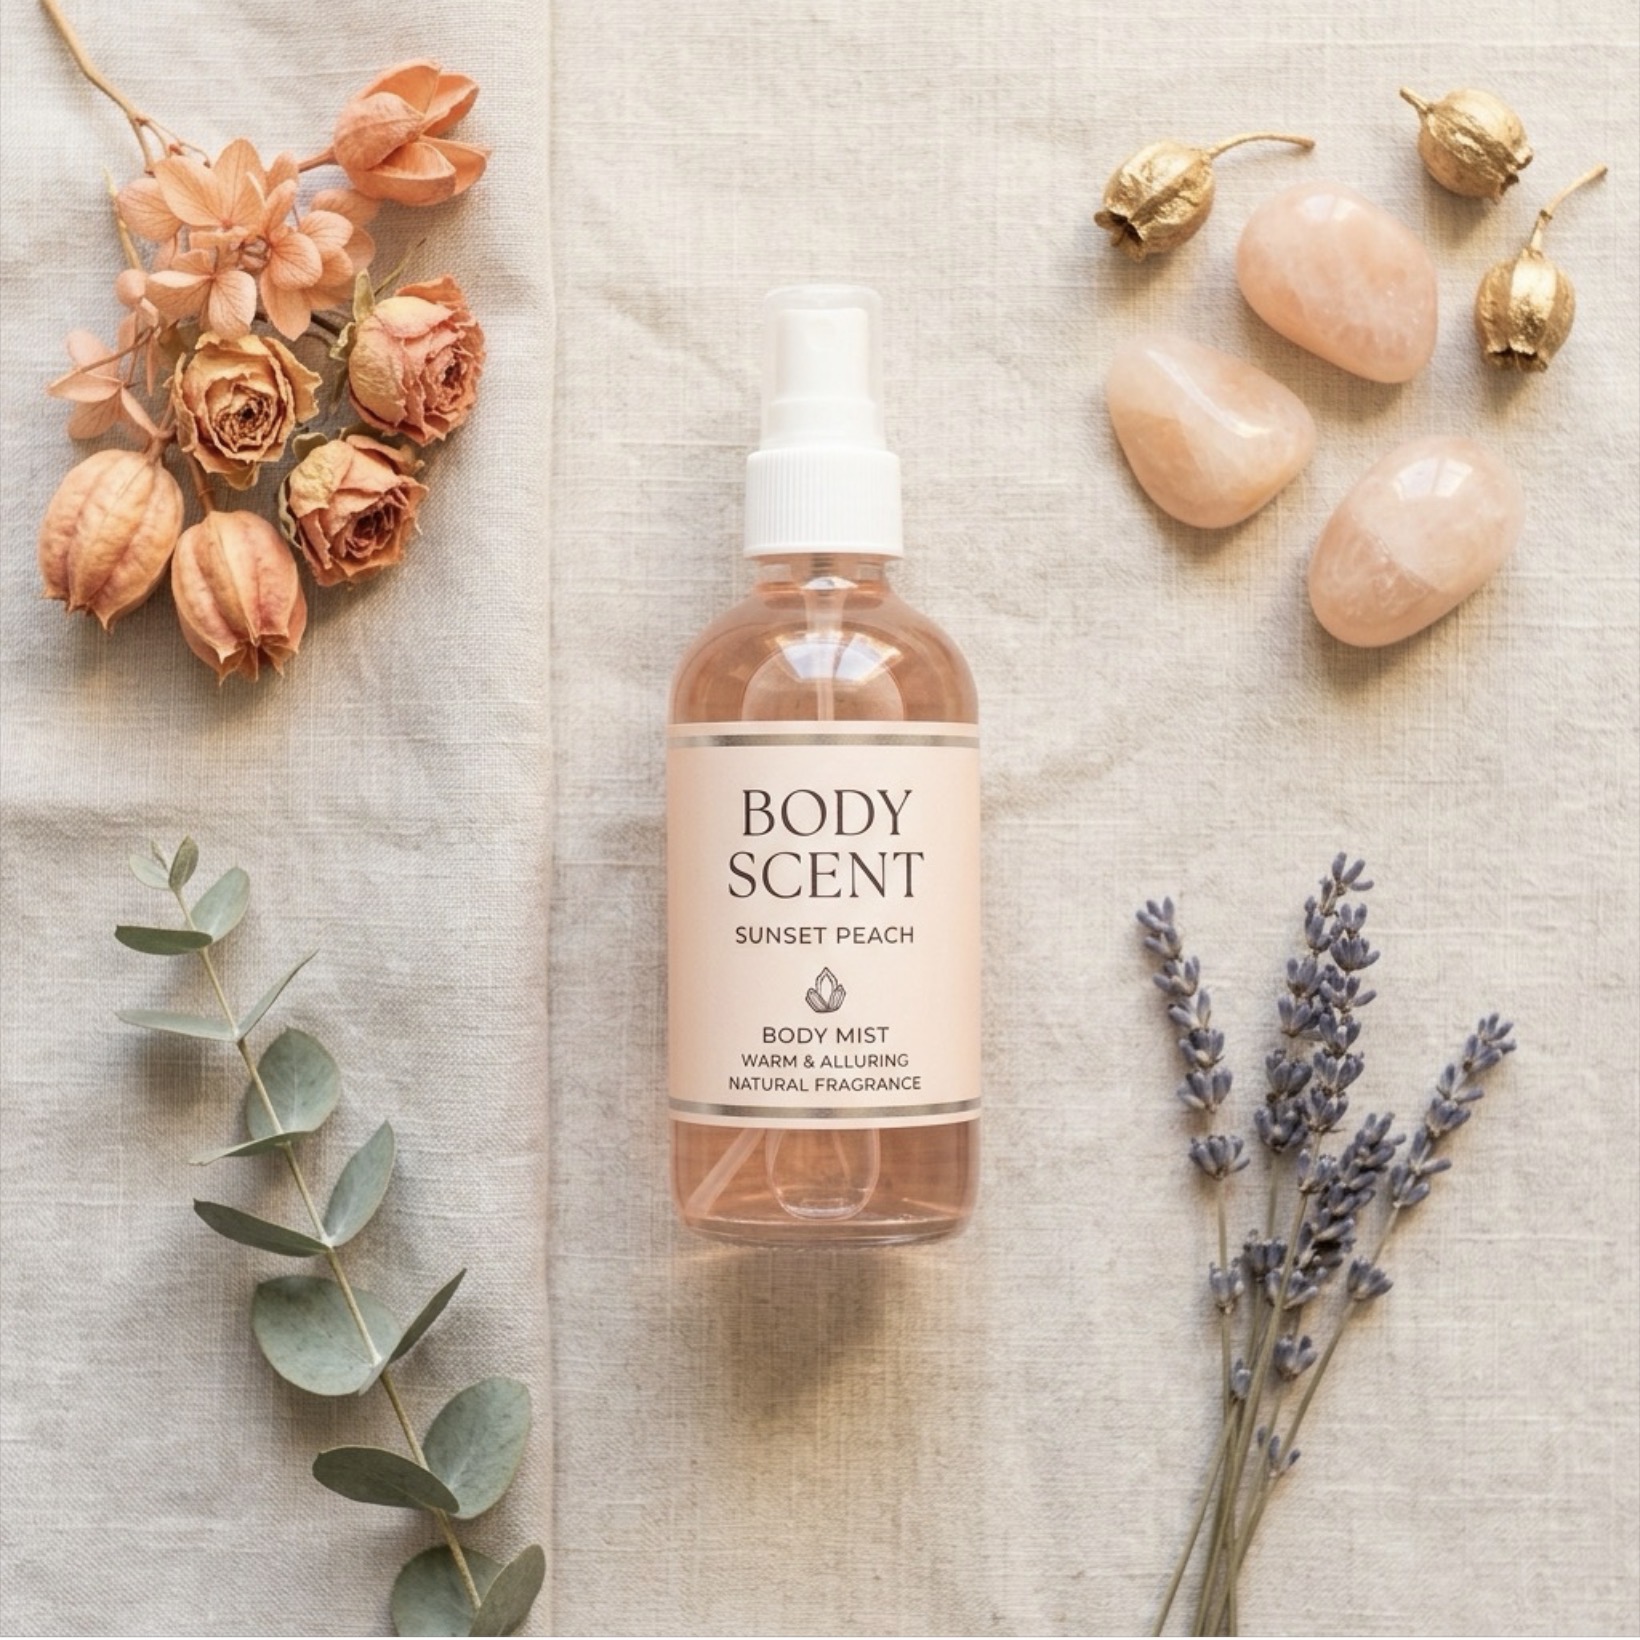 BODY
SCENT
SUNSET PEACH
BODY MIST
WARM & ALLURING
NATURAL FRAGRANCE